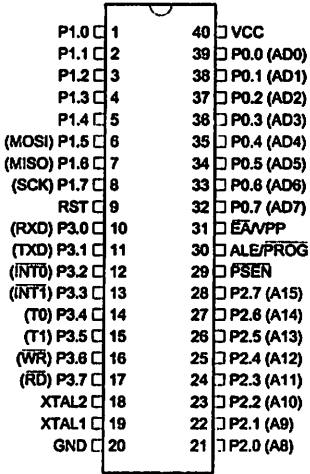 P1.0 1 40 VCC
P1.1 2 39 P0.0 (AD0)
P1.2 3 38 P0.1 (AD1)
P1.3 4 37 P0.2 (AD2)
P1.4 5 36 P0.3 (AD3)
(MOSI) P1.5 6 35 P0.4 (AD4)
(MISO) P1.6 7 34 P0.5 (AD5)
(SCK) P1.7 8 33 P0.6 (AD6)
RST 9 32 P0.7 (AD7)
(RXD) P3.0 10 31 E̅A̅/VPP
(TXD) P3.1 11 30 ALE/P̅R̅O̅G̅
(I̅N̅T̅0̅) P3.2 12 29 P̅S̅E̅N̅
(I̅N̅T̅1̅) P3.3 13 28 P2.7 (A15)
(T0) P3.4 14 27 P2.6 (A14)
(T1) P3.5 15 26 P2.5 (A13)
(W̅R̅) P3.6 16 25 P2.4 (A12)
(R̅D̅) P3.7 17 24 P2.3 (A11)
XTAL2 18 23 P2.2 (A10)
XTAL1 19 22 P2.1 (A9)
GND 20 21 P2.0 (A8)